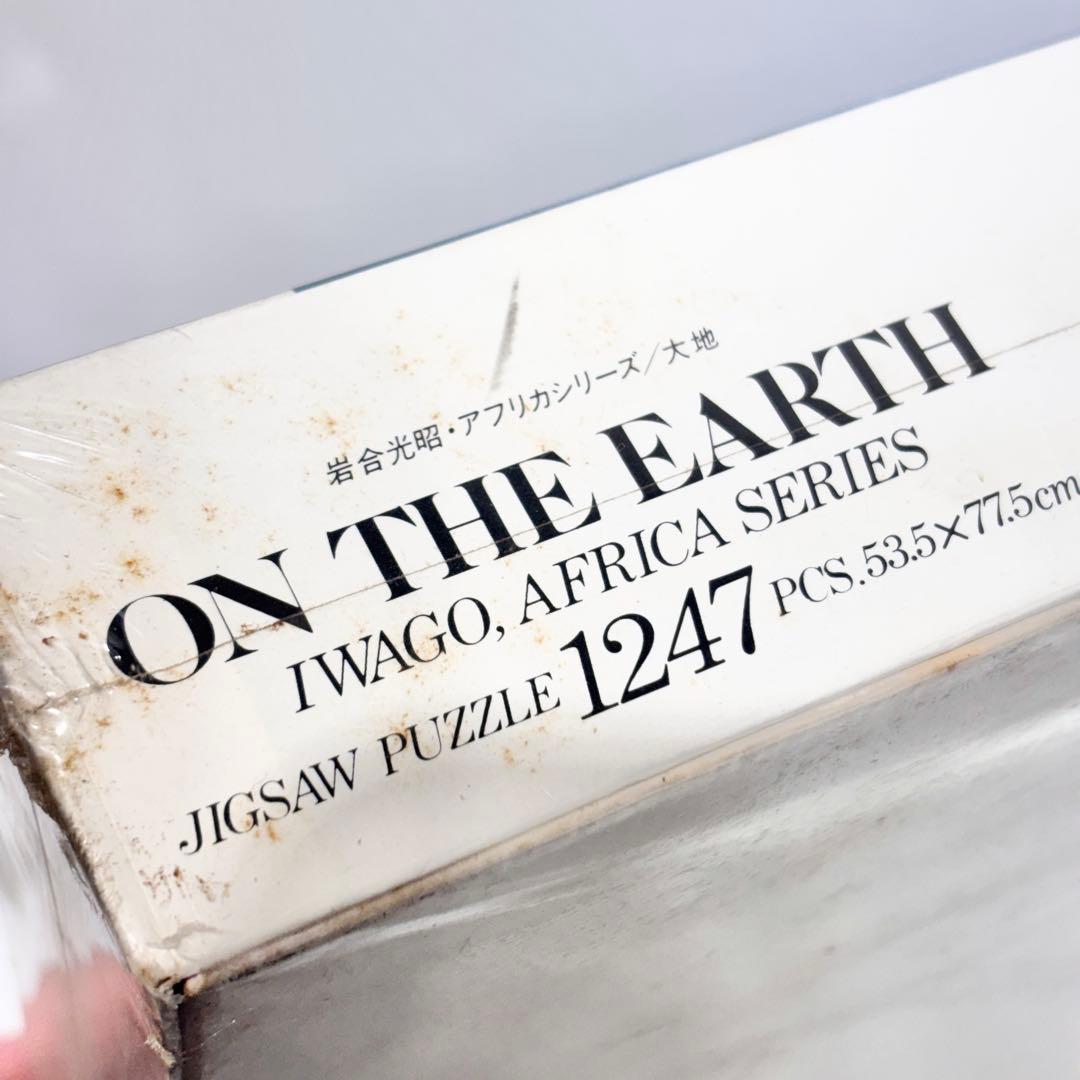 岩合光昭・アフリカシリーズ/大地
ON THE EARTH
IWAGO, AFRICA SERIES
JIGSAW PUZZLE 1247 PCS. 53.5×77.5cm